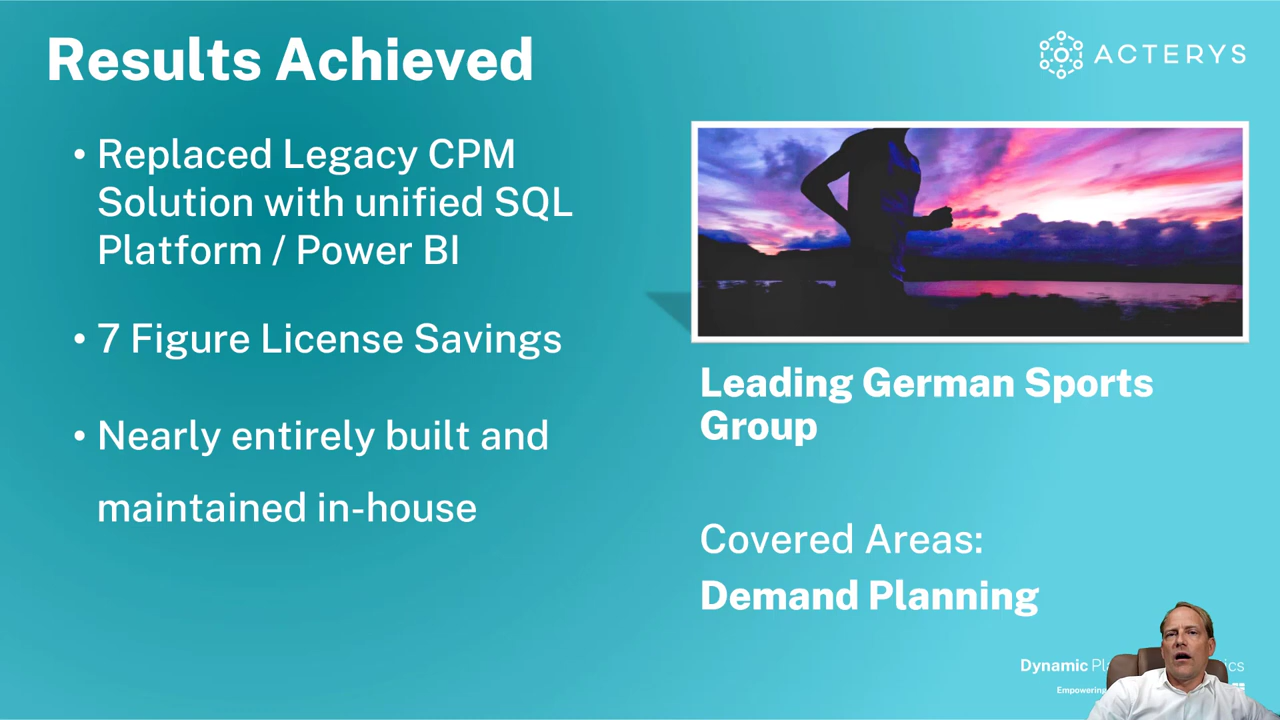 Results Achieved
ACTERYS
• Replaced Legacy CPM
Solution with unified SQL
Platform / Power BI
• 7 Figure License Savings
• Nearly entirely built and
maintained in-house
Leading German Sports
Group
Covered Areas:
Demand Planning
Dynamic
Empowering